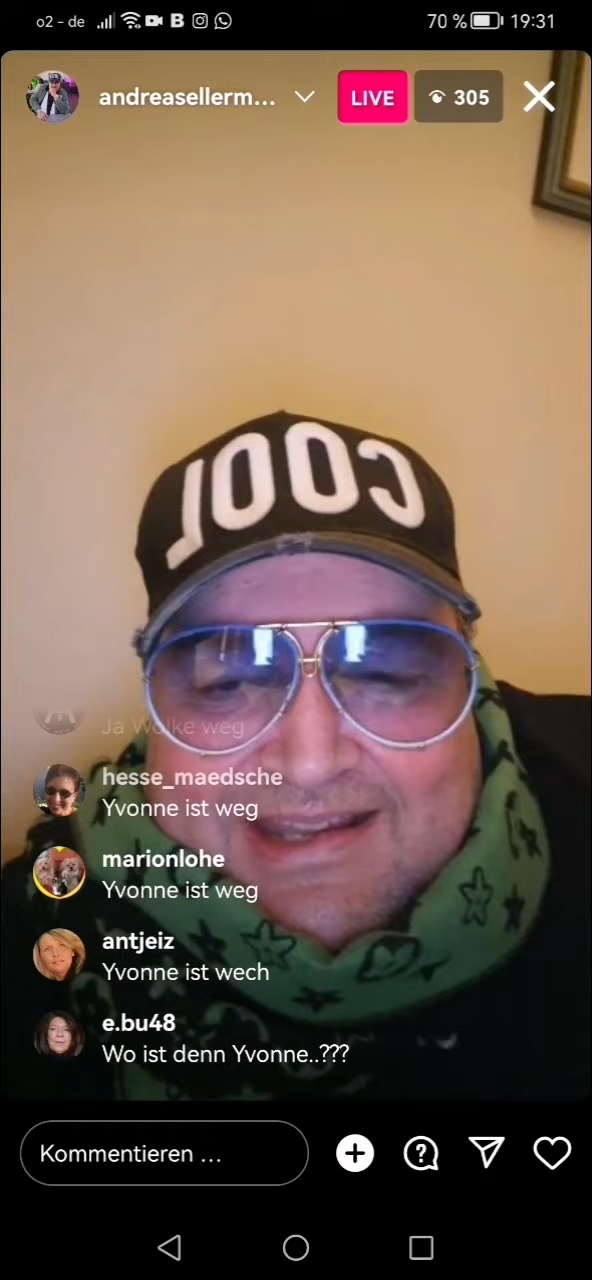 o2 - de
70 %
19:31
andreasellerm...
LIVE
305
COOL
Ja Wolke weg
hesse_maedsche
Yvonne ist weg
marionlohe
Yvonne ist weg
antjeiz
Yvonne ist wech
e.bu48
Wo ist denn Yvonne..???
Kommentieren ...